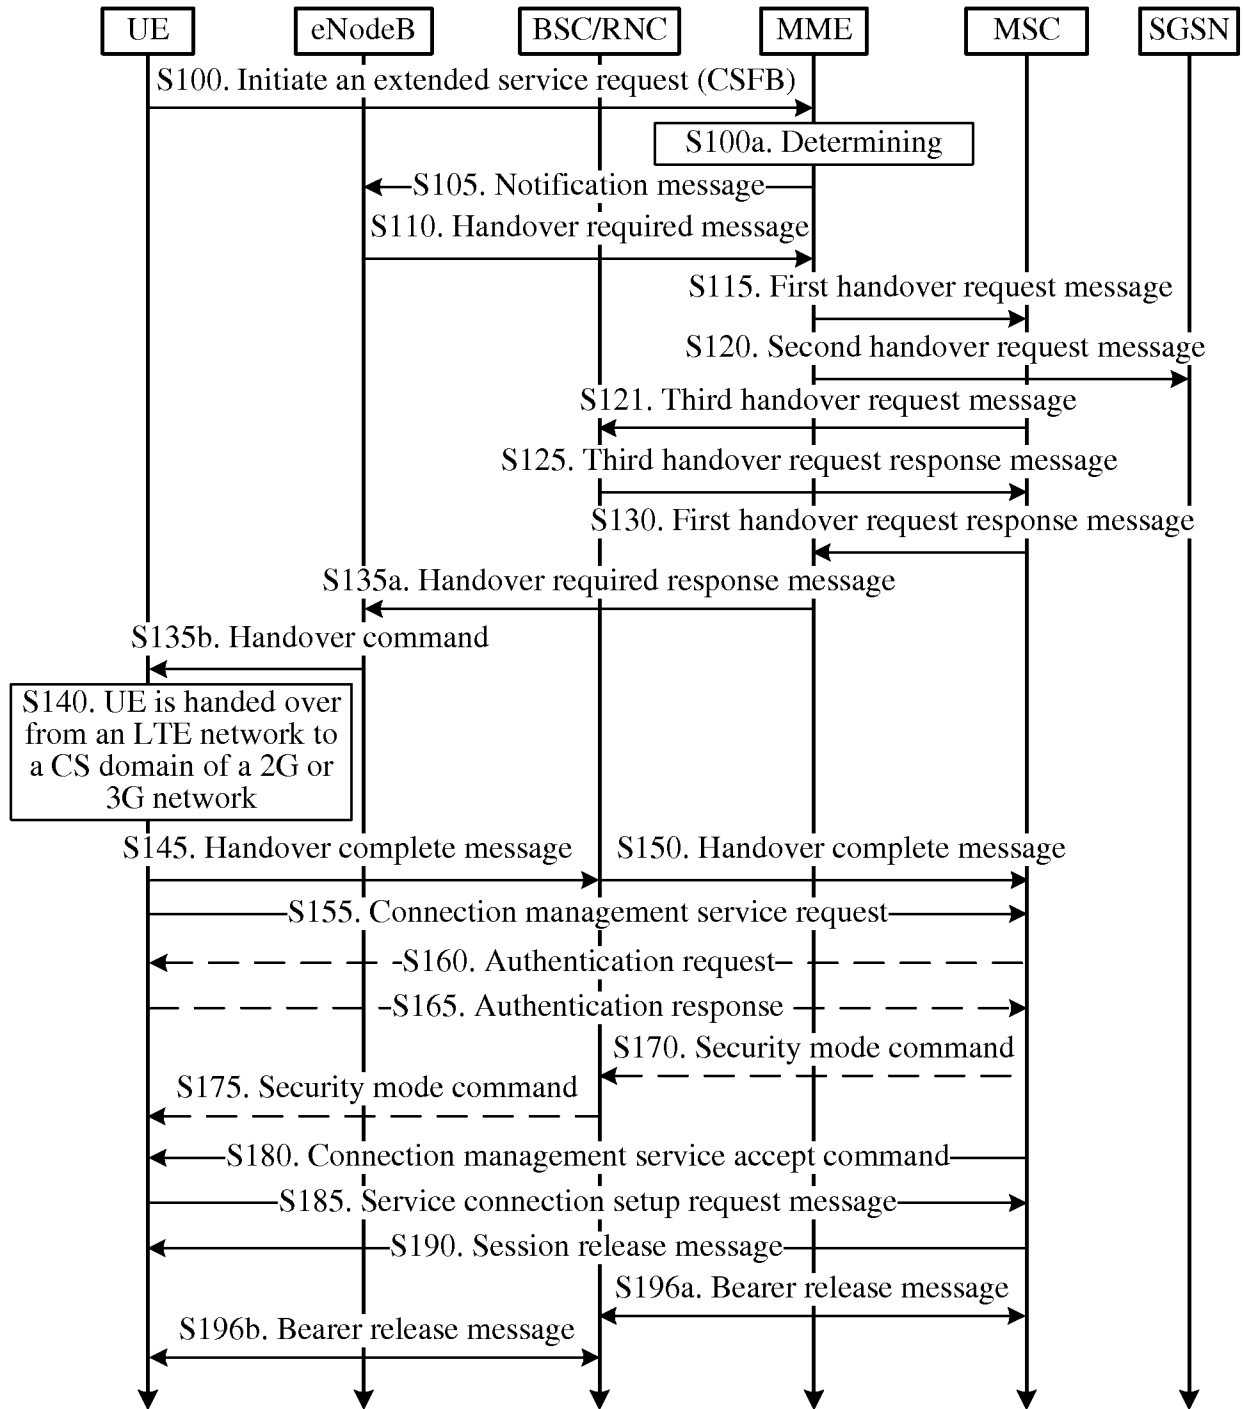 UE eNodeB BSC/RNC MME MSC SGSN
S100. Initiate an extended service request (CSFB)
S100a. Determining
S105. Notification message
S110. Handover required message
S115. First handover request message
S120. Second handover request message
S121. Third handover request message
S125. Third handover request response message
S130. First handover request response message
S135a. Handover required response message
S135b. Handover command
S140. UE is handed over
from an LTE network to
a CS domain of a 2G or
3G network
S145. Handover complete message S150. Handover complete message
S155. Connection management service request
S160. Authentication request
S165. Authentication response
S170. Security mode command
S175. Security mode command
S180. Connection management service accept command
S185. Service connection setup request message
S190. Session release message
S196a. Bearer release message
S196b. Bearer release message